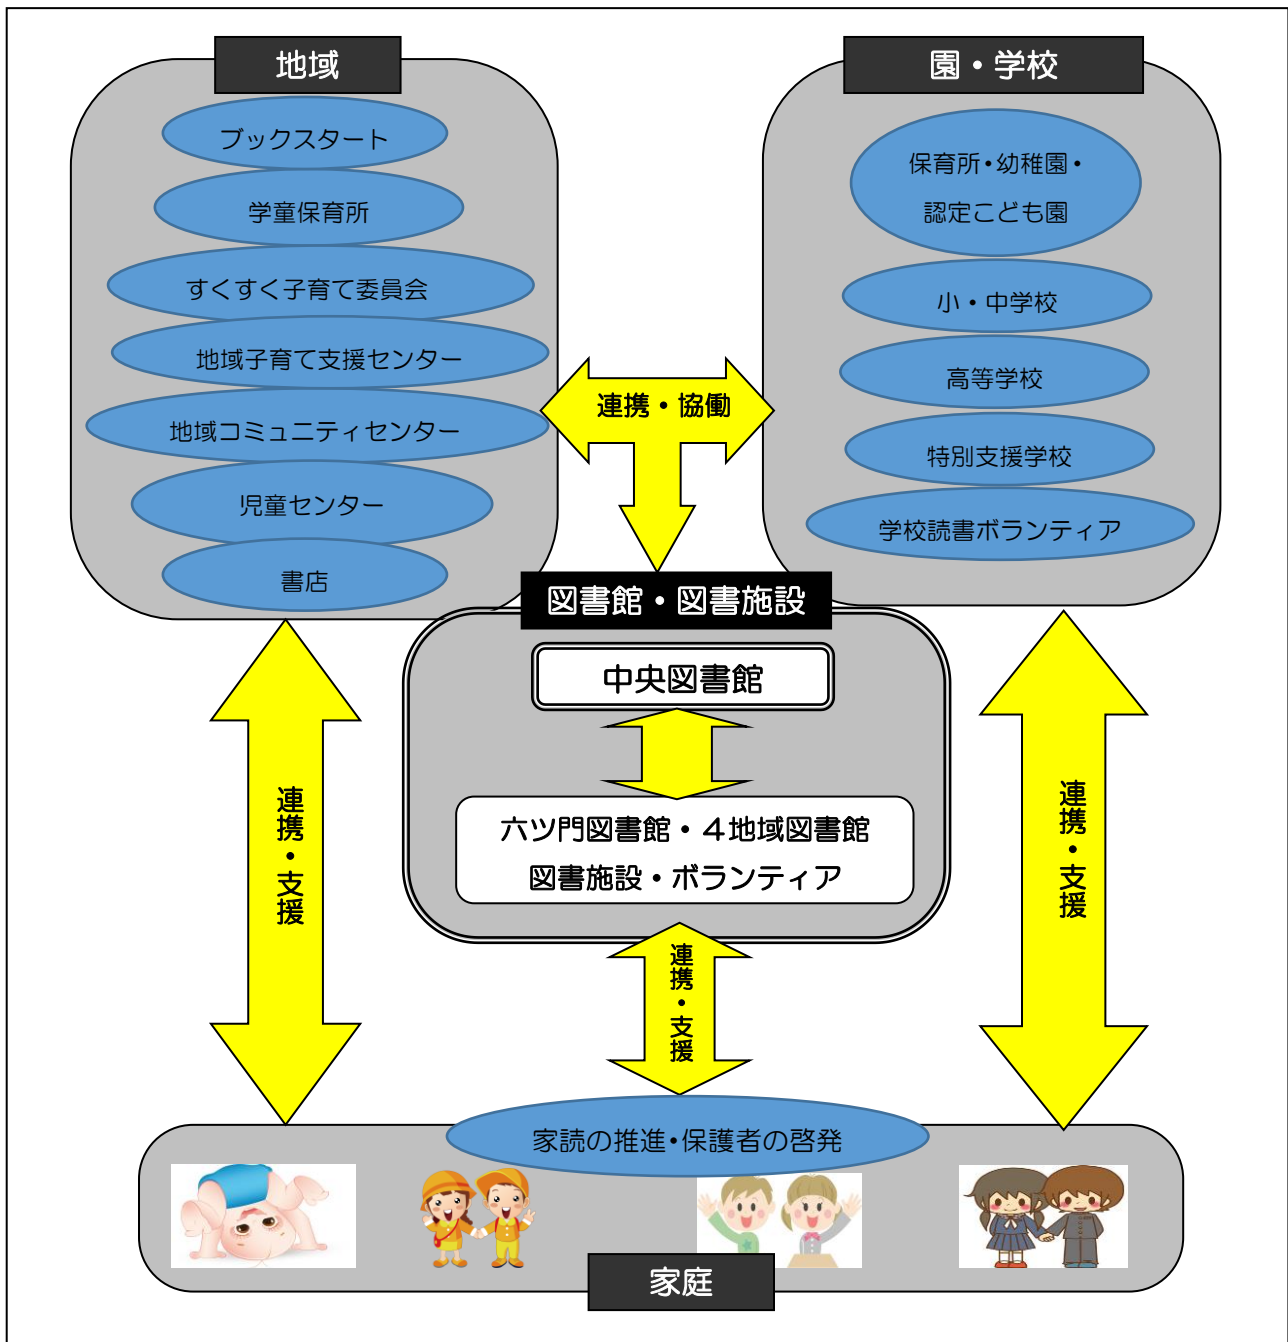 地域
ブックスタート
学童保育所
すくすく子育て委員会
地域子育て支援センター
地域コミュニティセンター
児童センター
書店
園・学校
保育所・幼稚園・
認定こども園
小・中学校
高等学校
特別支援学校
学校読書ボランティア
連携・協働
図書館・図書施設
中央図書館
六ツ門図書館・４地域図書館
図書施設・ボランティア
連携・支援
連携・支援
連携・支援
家読の推進・保護者の啓発
家庭